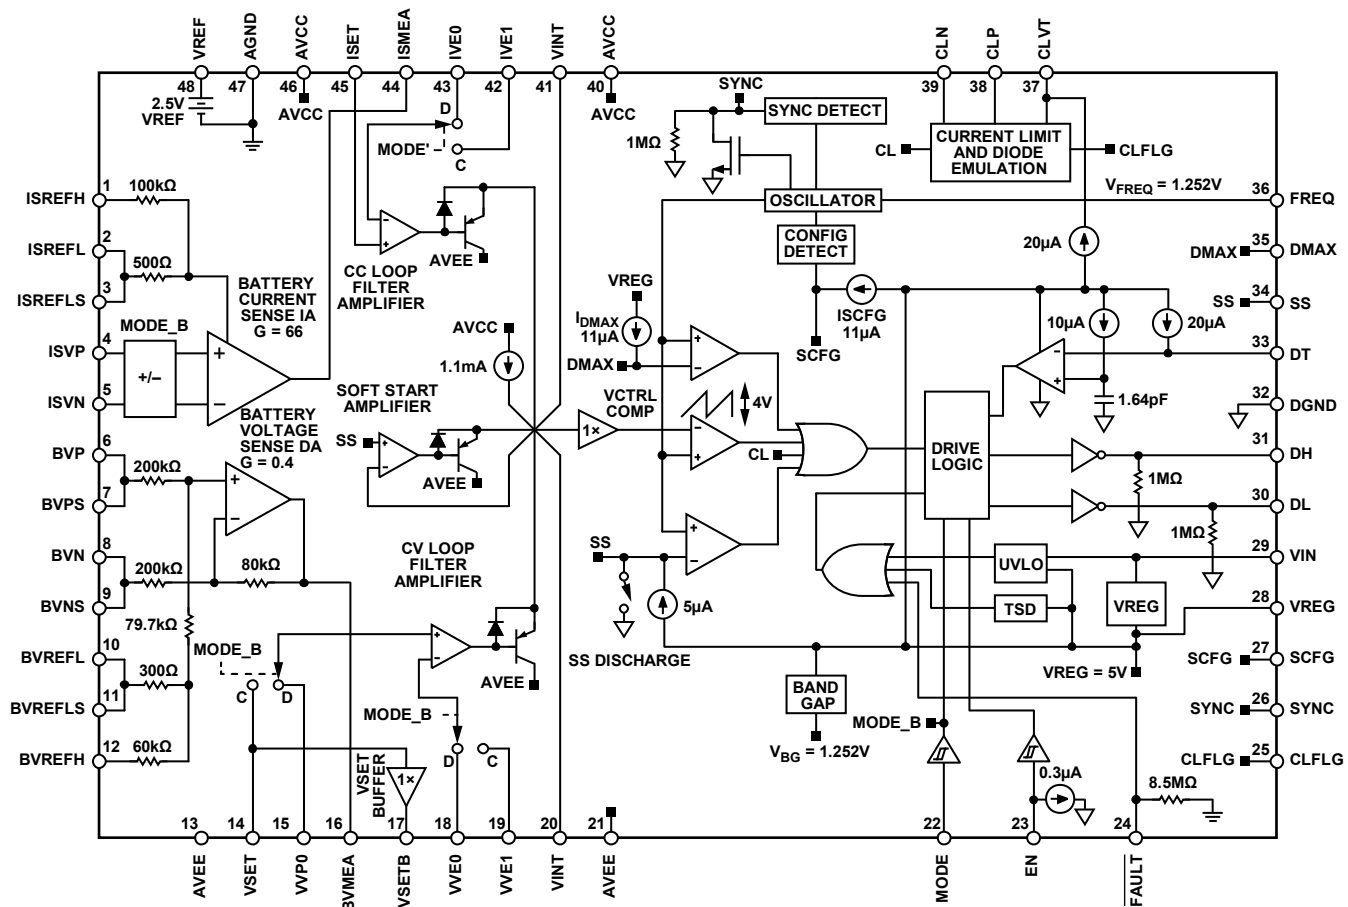 VREF
AGND
AVCC
ISET
ISMEA
IVE0
IVE1
VINT
AVCC
CLN
CLP
CLVT
48
47
46
45
44
43
42
41
40
39
38
37
2.5V
VREF
AVCC
D
MODE'
C
AVCC
SYNC
SYNC DETECT
1MΩ
CL
CURRENT LIMIT
AND DIODE
EMULATION
CLFLG
1
100kΩ
ISREFH
2
ISREFL
500Ω
3
ISREFLS
4
MODE_B
ISVP
+/–
5
ISVN
BATTERY
CURRENT
SENSE IA
G = 66
+
–
BATTERY
VOLTAGE
SENSE DA
G = 0.4
–
+
AVEE
CC LOOP
FILTER
AMPLIFIER
AVCC
1.1mA
SOFT START
AMPLIFIER
SS
+
–
AVEE
OSCILLATOR
CONFIG
DETECT
VFREQ = 1.252V
36
FREQ
20µA
35
DMAX
DMAX
VREG
IDMAX
11µA
DMAX
ISCFG
11µA
SCFG
34
SS
SS
10µA
20µA
33
DT
–
+
1.64pF
32
DGND
+
–
VCTRL
COMP
4V
1×
–
+
CL
DRIVE
LOGIC
31
DH
1MΩ
30
DL
1MΩ
6
BVP
200kΩ
7
BVPS
+
–
8
BVN
200kΩ
80kΩ
9
BVNS
79.7kΩ
CV LOOP
FILTER
AMPLIFIER
+
–
AVEE
SS
+
–
5µA
SS DISCHARGE
29
VIN
UVLO
TSD
VREG
28
VREG
VREG = 5V
27
SCFG
SCFG
10
BVREFL
300Ω
11
BVREFLS
12
60kΩ
BVREFH
MODE_B
C
D
MODE_B
D
C
VSET
BUFFER
1×
BAND
GAP
VBG = 1.252V
MODE_B
26
SYNC
SYNC
25
CLFLG
CLFLG
0.3µA
8.5MΩ
13
14
15
16
17
18
19
20
21
22
23
24
AVEE
VSET
VVP0
BVMEA
VSETB
VVE0
VVE1
VINT
AVEE
MODE
EN
FAULT